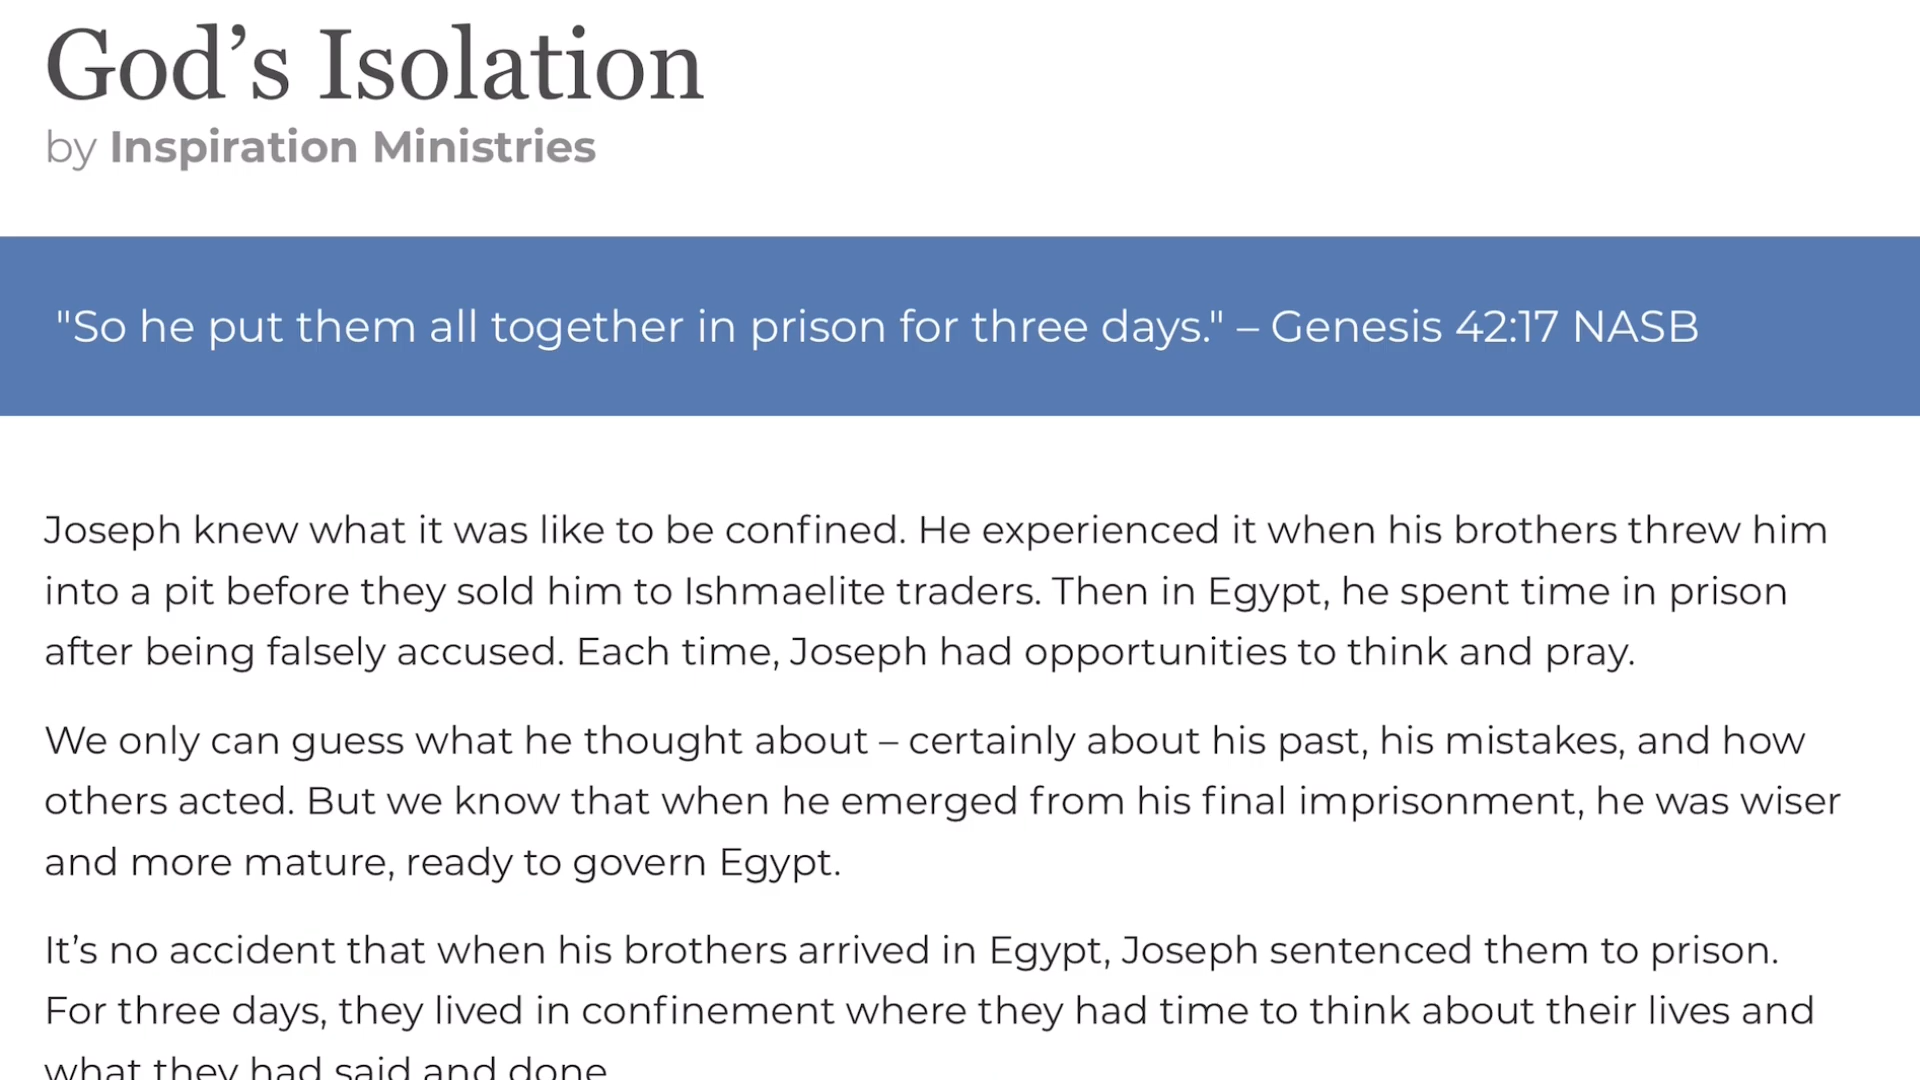 God’s Isolation
by Inspiration Ministries
"So he put them all together in prison for three days." – Genesis 42:17 NASB
Joseph knew what it was like to be confined. He experienced it when his brothers threw him
into a pit before they sold him to Ishmaelite traders. Then in Egypt, he spent time in prison
after being falsely accused. Each time, Joseph had opportunities to think and pray.
We only can guess what he thought about – certainly about his past, his mistakes, and how
others acted. But we know that when he emerged from his final imprisonment, he was wiser
and more mature, ready to govern Egypt.
It’s no accident that when his brothers arrived in Egypt, Joseph sentenced them to prison.
For three days, they lived in confinement where they had time to think about their lives and
what they had said and done